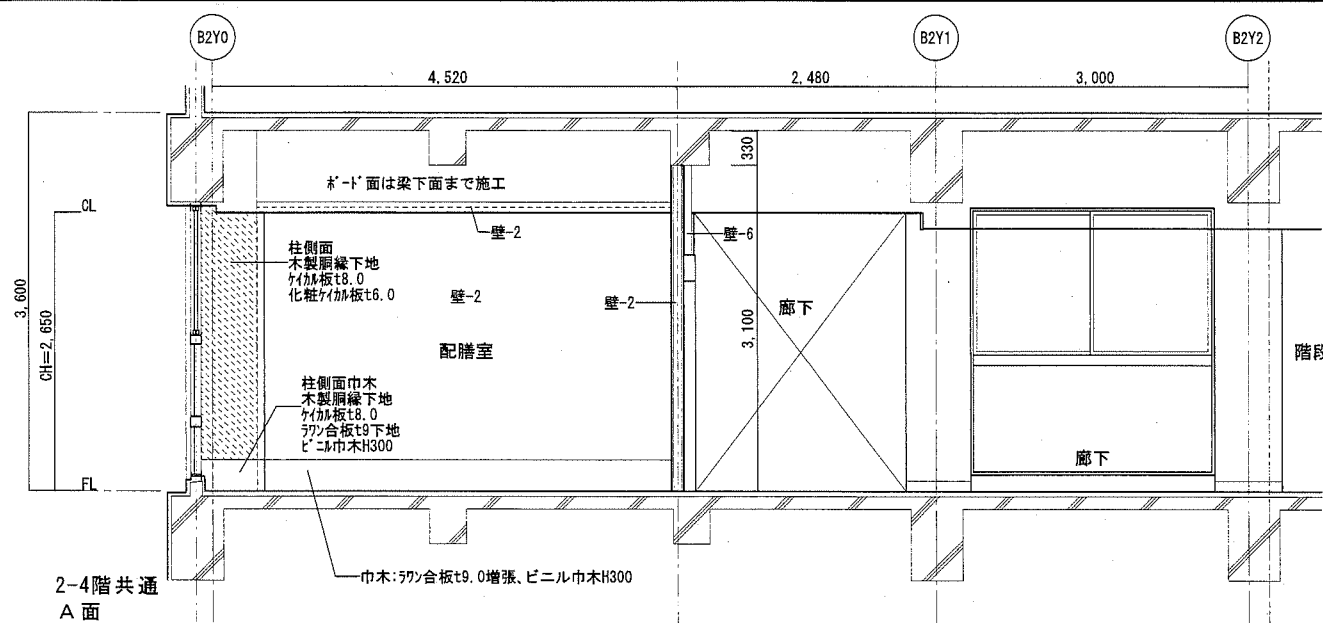 B2Y0
B2Y1
B2Y2
4,520
2,480
3,000
330
ボード面は梁下面まで施工
CL
壁-2
壁-6
柱側面
木製胴縁下地
ケイカル板t8.0
化粧ケイカル板t6.0
壁-2
壁-2
廊下
3,600
CH=2,650
3,100
配膳室
階段
柱側面巾木
木製胴縁下地
ケイカル板t8.0
ラワン合板t9下地
ビニル巾木H300
廊下
FL
巾木:ラワン合板t9.0増張、ビニル巾木H300
2-4階共通
A 面